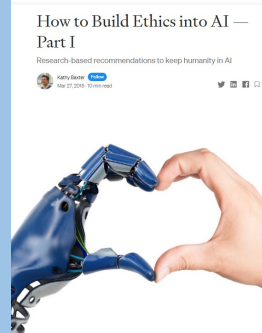 How to Build Ethics into AI —
Part I
Research-based recommendations to keep humanity in AI
Kathy Baxter Follow
Mar 27, 2019 · 10 min read